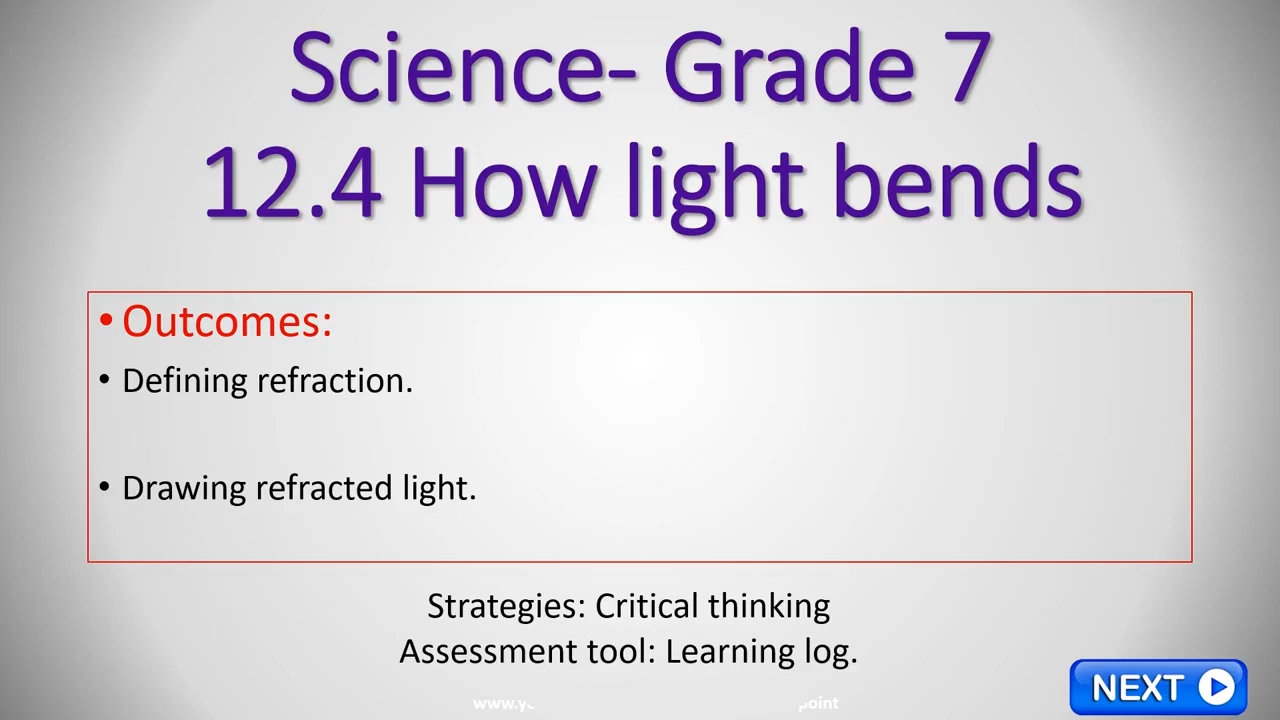 Science- Grade 7
12.4 How light bends
• Outcomes:
• Defining refraction.
• Drawing refracted light.
Strategies: Critical thinking
Assessment tool: Learning log.
NEXT